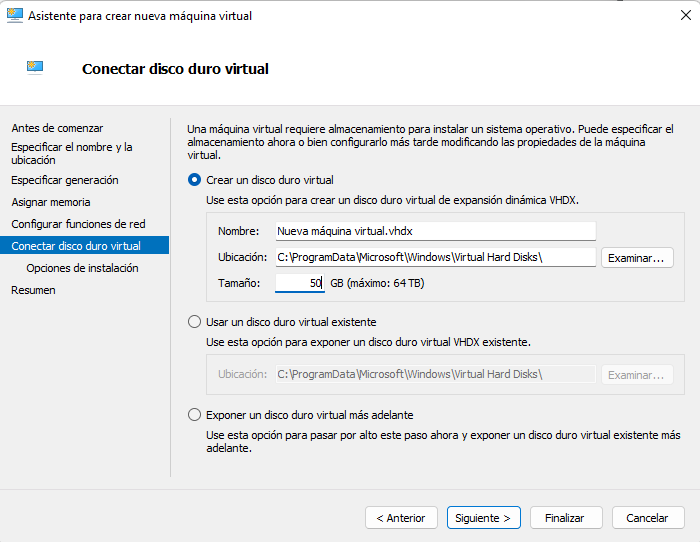 Asistente para crear nueva máquina virtual
Conectar disco duro virtual
Antes de comenzar
Especificar el nombre y la
ubicación
Especificar generación
Asignar memoria
Configurar funciones de red
Conectar disco duro virtual
Opciones de instalación
Resumen
Una máquina virtual requiere almacenamiento para instalar un sistema operativo. Puede especificar el
almacenamiento ahora o bien configurarlo más tarde modificando las propiedades de la máquina
virtual.
Crear un disco duro virtual
Use esta opción para crear un disco duro virtual de expansión dinámica VHDX.
Nombre: Nueva máquina virtual.vhdx
Ubicación: C:\ProgramData\Microsoft\Windows\Virtual Hard Disks\ Examinar...
Tamaño: 50 GB (máximo: 64 TB)
Usar un disco duro virtual existente
Use esta opción para exponer un disco duro virtual VHDX existente.
Ubicación: C:\ProgramData\Microsoft\Windows\Virtual Hard Disks\ Examinar...
Exponer un disco duro virtual más adelante
Use esta opción para pasar por alto este paso ahora y exponer un disco duro virtual existente más
adelante.
< Anterior Siguiente > Finalizar Cancelar